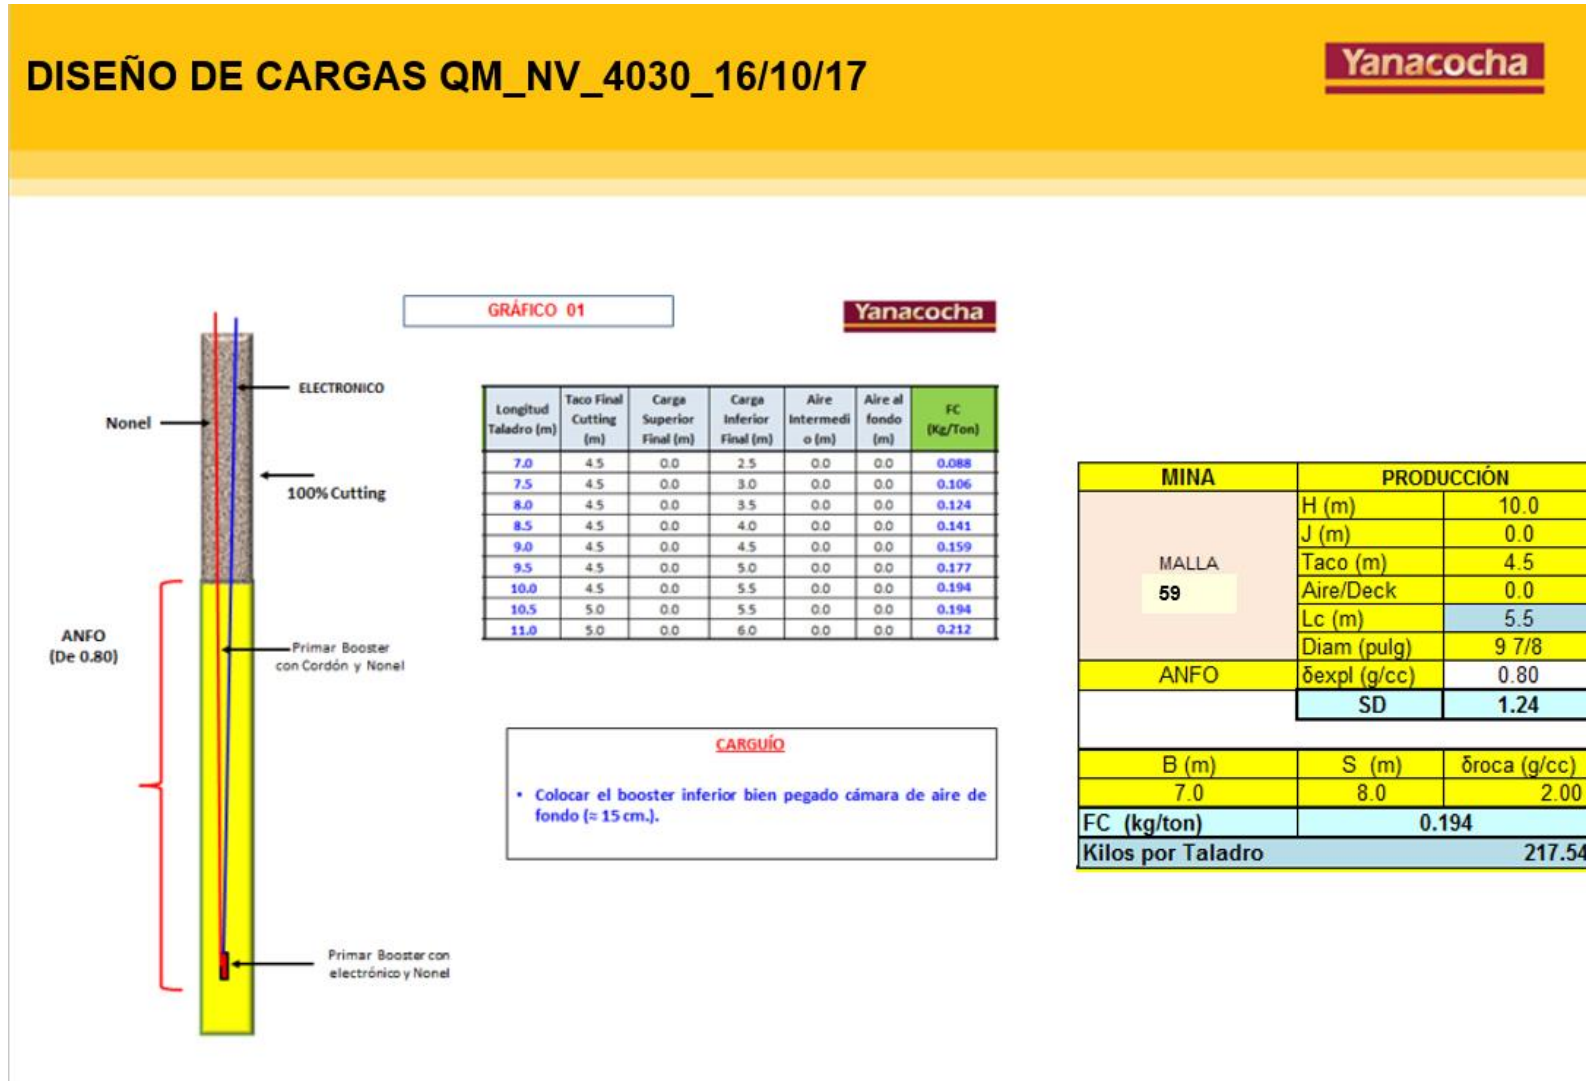 DISEÑO DE CARGAS QM_NV_4030_16/10/17
Yanacocha
GRÁFICO 01
Yanacocha
ELECTRONICO
Nonel
100% Cutting
ANFO
(De 0.80)
Primar Booster
con Cordón y Nonel
Primar Booster con
electrónico y Nonel
Longitud Taladro (m) Taco Final Cutting (m) Carga Superior Final (m) Carga Inferior Final (m) Aire Intermedi o (m) Aire al fondo (m) FC (Kg/Ton)
7.0 4.5 0.0 2.5 0.0 0.0 0.088
7.5 4.5 0.0 3.0 0.0 0.0 0.106
8.0 4.5 0.0 3.5 0.0 0.0 0.124
8.5 4.5 0.0 4.0 0.0 0.0 0.141
9.0 4.5 0.0 4.5 0.0 0.0 0.159
9.5 4.5 0.0 5.0 0.0 0.0 0.177
10.0 4.5 0.0 5.5 0.0 0.0 0.194
10.5 5.0 0.0 5.5 0.0 0.0 0.194
11.0 5.0 0.0 6.0 0.0 0.0 0.212
CARGUÍO
• Colocar el booster inferior bien pegado cámara de aire de
fondo (≈ 15 cm.).
MINA PRODUCCIÓN
H (m) 10.0
J (m) 0.0
MALLA Taco (m) 4.5
59 Aire/Deck 0.0
Lc (m) 5.5
Diam (pulg) 9 7/8
ANFO δexpl (g/cc) 0.80
SD 1.24
B (m) S (m) δroca (g/cc)
7.0 8.0 2.00
FC (kg/ton) 0.194
Kilos por Taladro 217.54